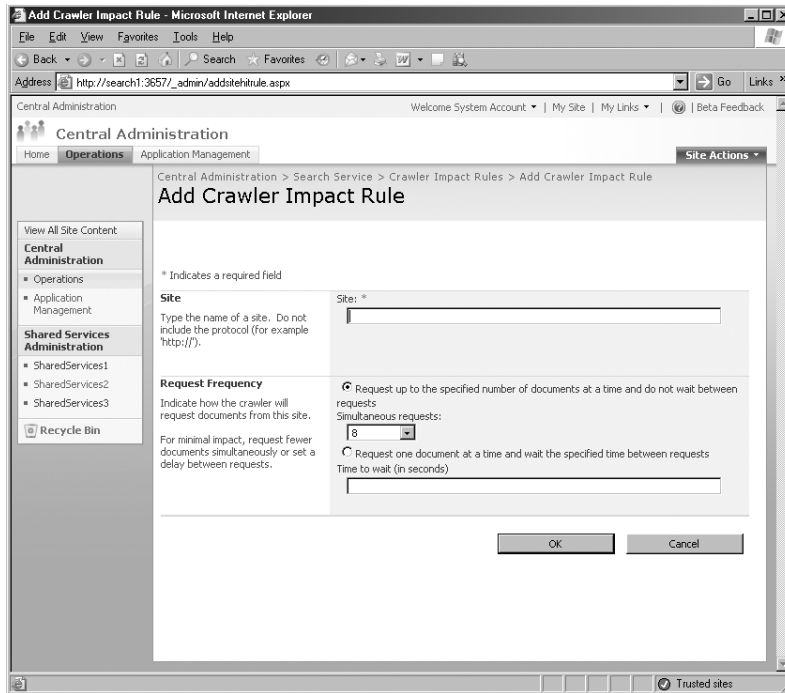 Add Crawler Impact Rule - Microsoft Internet Explorer
File Edit View Favorites Tools Help
Back Search Favorites
Address http://search1:3657/_admin/addsitehitrule.aspx Go Links »
Central Administration Welcome System Account | My Site | My Links | Beta Feedback
Central Administration
Home Operations Application Management Site Actions
Central Administration > Search Service > Crawler Impact Rules > Add Crawler Impact Rule
Add Crawler Impact Rule
View All Site Content
Central
Administration
Operations
Application
Management
Shared Services
Administration
SharedServices1
SharedServices2
SharedServices3
Recycle Bin
* Indicates a required field
Site
Type the name of a site. Do not
include the protocol (for example
'http://').
Site: *
Request Frequency
Indicate how the crawler will
request documents from this site.
For minimal impact, request fewer
documents simultaneously or set a
delay between requests.
Request up to the specified number of documents at a time and do not wait between
requests
Simultaneous requests:
8
Request one document at a time and wait the specified time between requests
Time to wait (in seconds)
OK Cancel
Trusted sites